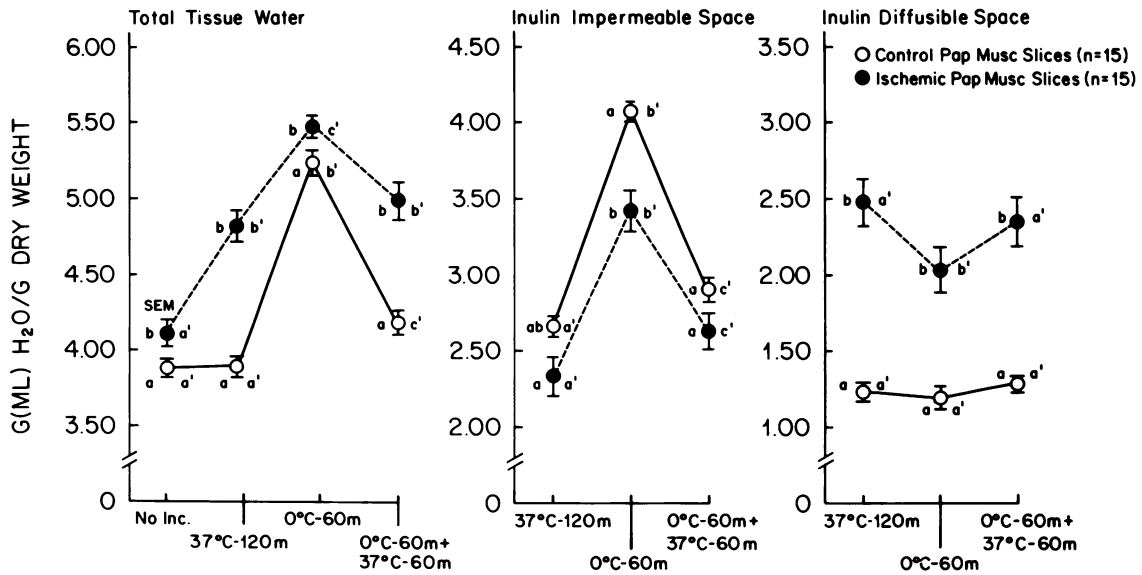 Total Tissue Water
Inulin Impermeable Space
Inulin Diffusible Space
G(ML) H₂O/G DRY WEIGHT
6.00
5.50
5.00
4.50
4.00
3.50
0
SEM
b a'
a a'
b b'
a a'
b c'
a b'
b b'
a c'
No Inc.
37°C-120m
0°C-60m
0°C-60m+
37°C-60m
4.50
4.00
3.50
3.00
2.50
2.00
0
ab a'
a a'
a b'
b b'
a c'
a c'
37°C-120m
0°C-60m
0°C-60m+
37°C-60m
3.50
3.00
2.50
2.00
1.50
1.00
0
Control Pap Musc Slices (n=15)
Ischemic Pap Musc Slices (n=15)
b a'
a a'
b b'
a a'
b a'
a a'
37°C-120m
0°C-60m
0°C-60m+
37°C-60m